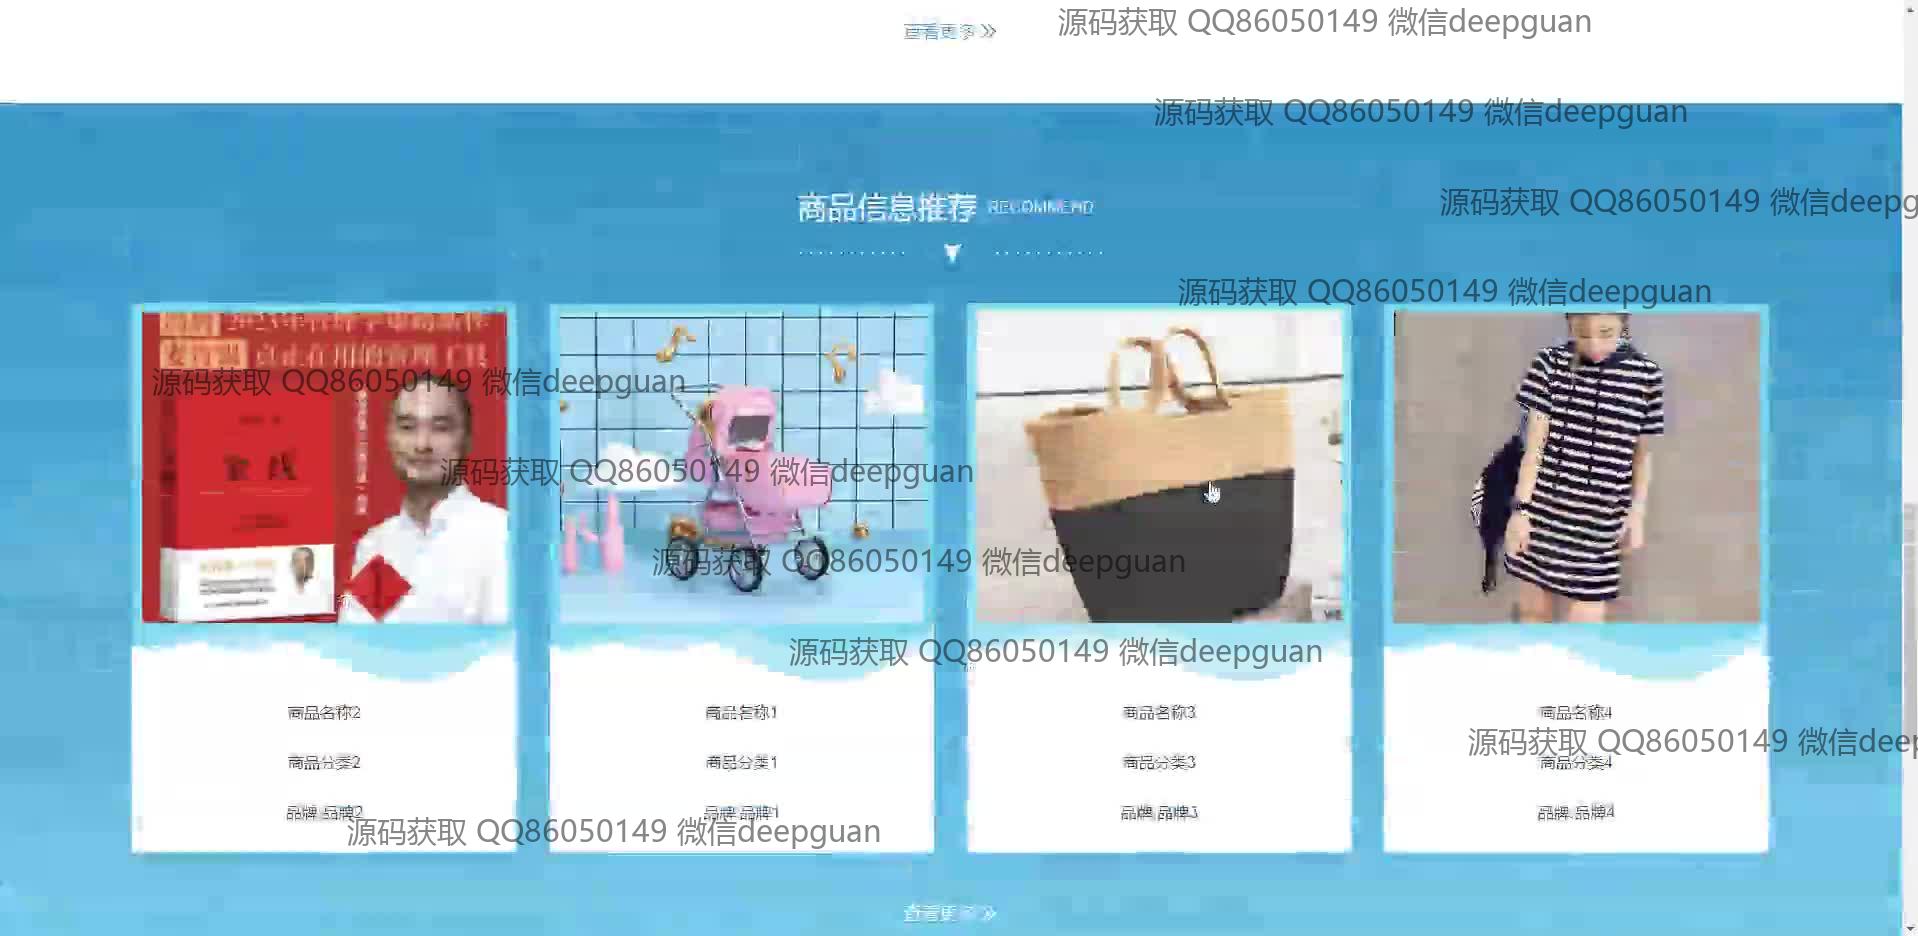 查看更多
源码获取 QQ86050149 微信deepguan
源码获取 QQ86050149 微信deepguan
商品信息推荐 RECOMMEND
源码获取 QQ86050149 微信deepg
源码获取 QQ86050149 微信deepguan
源码获取 QQ86050149 微信deepguan
源码获取 QQ86050149 微信deepguan
源码获取 QQ86050149 微信deepguan
源码获取 QQ86050149 微信deepguan
商品名称2
商品名称1
商品名称3
商品名称4
源码获取 QQ86050149 微信deep
商品分类2
商品分类1
商品分类3
商品分类4
品牌 品牌2
品牌 品牌1
品牌 品牌3
品牌 品牌4
源码获取 QQ86050149 微信deepguan
查看更多